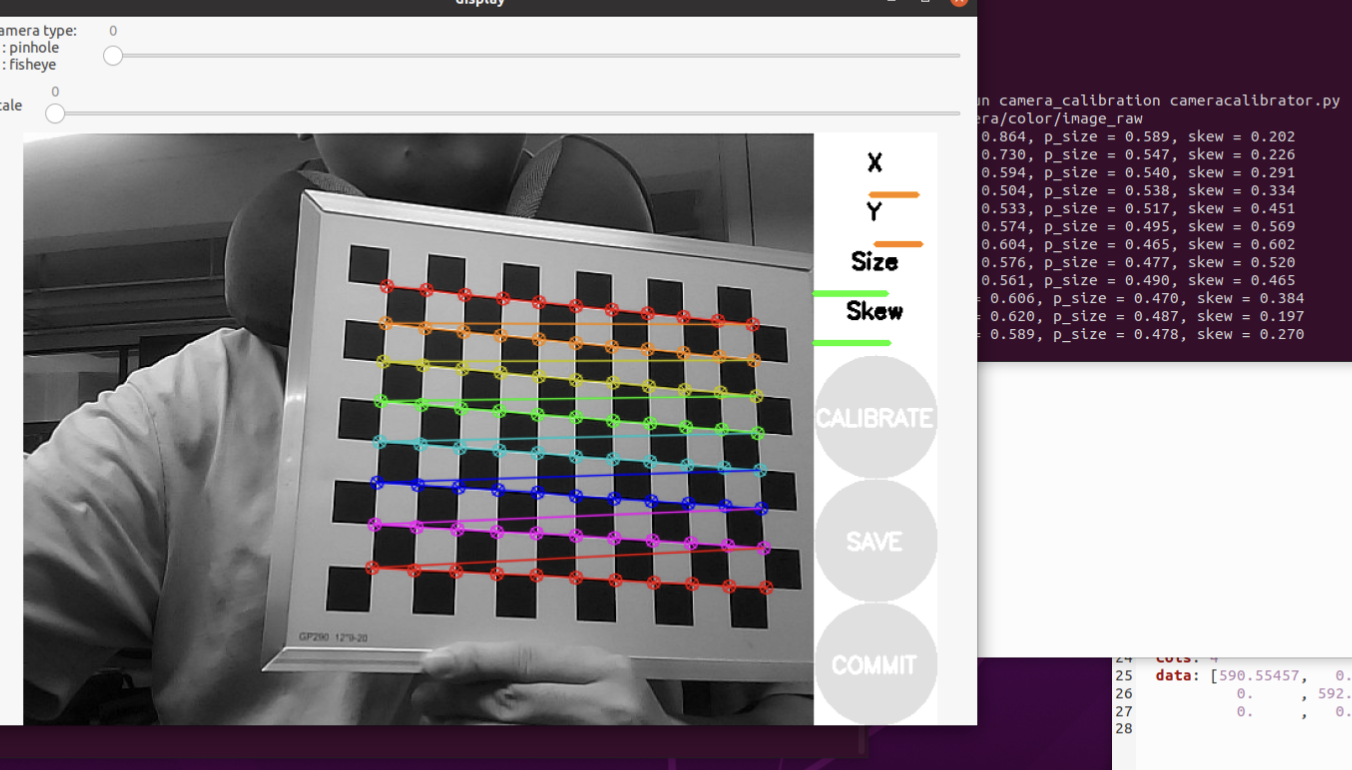 display
amera type:
: pinhole
: fisheye
0
cale
0
X
Y
Size
Skew
CALIBRATE
SAVE
COMMIT
GP290 12*9-20
un camera_calibration cameracalibrator.py
era/color/image_raw
0.864, p_size = 0.589, skew = 0.202
0.730, p_size = 0.547, skew = 0.226
0.594, p_size = 0.540, skew = 0.291
0.504, p_size = 0.538, skew = 0.334
0.533, p_size = 0.517, skew = 0.451
0.574, p_size = 0.495, skew = 0.569
0.604, p_size = 0.465, skew = 0.602
0.576, p_size = 0.477, skew = 0.520
0.561, p_size = 0.490, skew = 0.465
= 0.606, p_size = 0.470, skew = 0.384
= 0.620, p_size = 0.487, skew = 0.197
= 0.589, p_size = 0.478, skew = 0.270
24 cols: 4
25 data: [590.55457, 0.
26 0. , 592.
27 0. , 0.
28